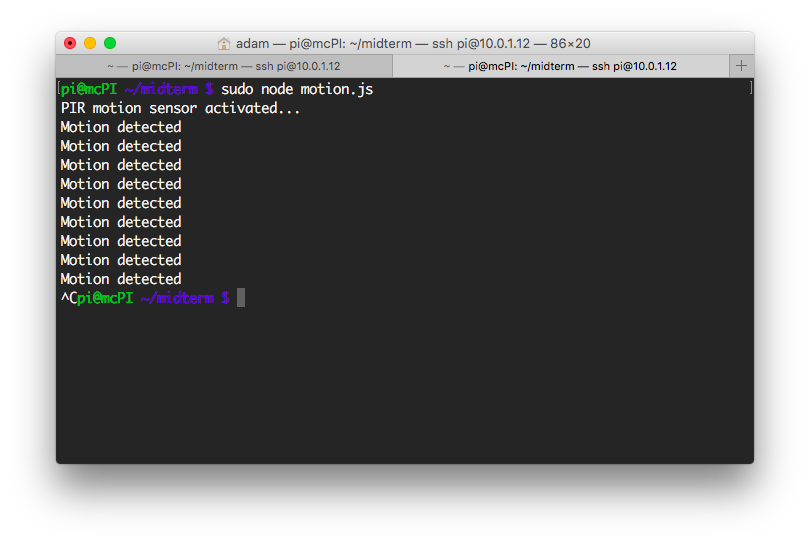 adam — pi@mcPI: ~/midterm — ssh pi@10.0.1.12 — 86×20
~ — pi@mcPI: ~/midterm — ssh pi@10.0.1.12
~ — pi@mcPI: ~/midterm — ssh pi@10.0.1.12 +
[pi@mcPI ~/midterm $ sudo node motion.js ]
PIR motion sensor activated...
Motion detected
Motion detected
Motion detected
Motion detected
Motion detected
Motion detected
Motion detected
Motion detected
Motion detected
^Cpi@mcPI ~/midterm $